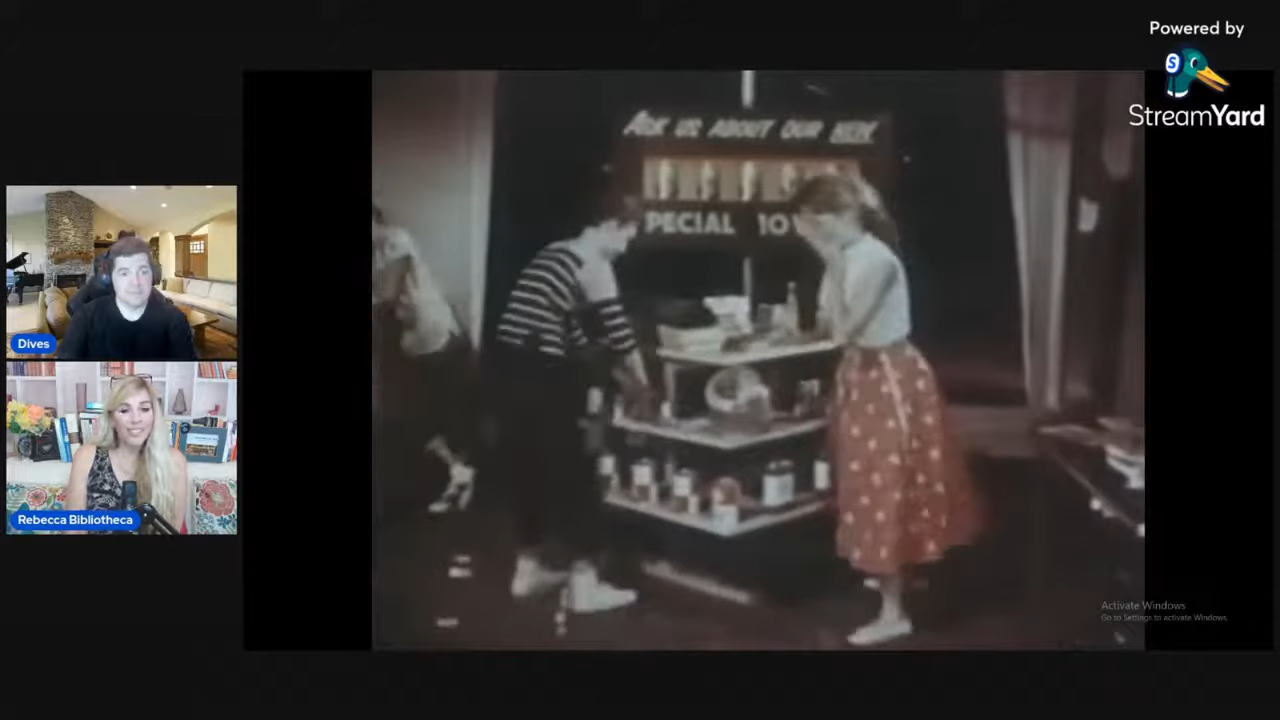 Powered by
StreamYard
ASK US ABOUT OUR NEW
PECIAL 10
Dives
Rebecca Bibliotheca
Activate Windows
Go to Settings to activate Windows.